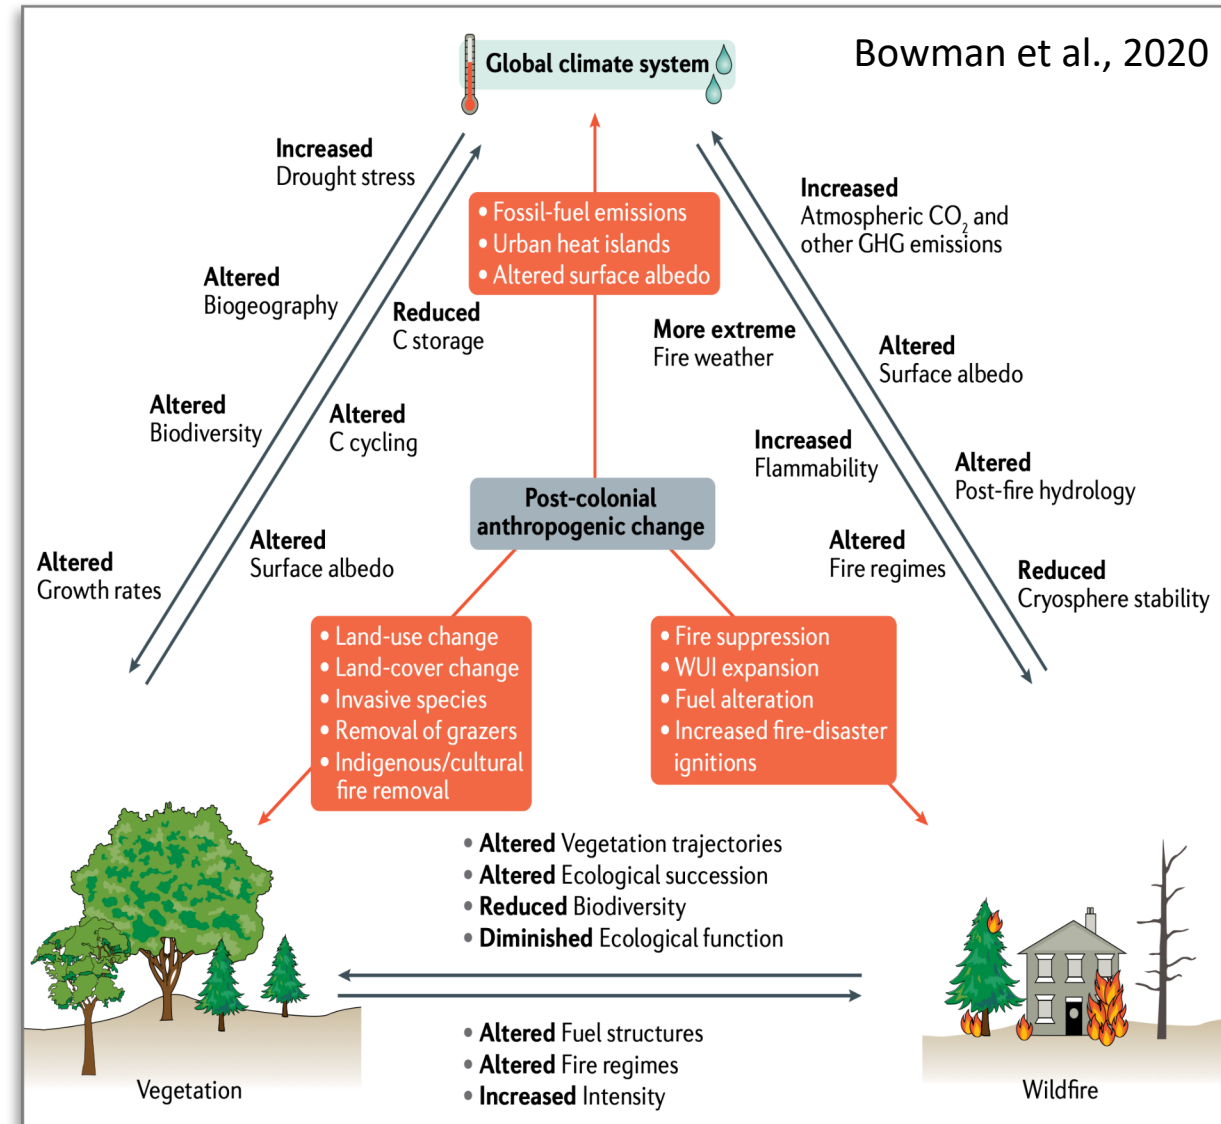 Bowman et al., 2020
Global climate system
Increased
Drought stress
Altered
Biogeography
Altered
Biodiversity
Altered
Growth rates
Reduced
C storage
Altered
C cycling
Altered
Surface albedo
• Fossil-fuel emissions
• Urban heat islands
• Altered surface albedo
More extreme
Fire weather
Increased
Flammability
Altered
Fire regimes
Increased
Atmospheric CO₂ and
other GHG emissions
Altered
Surface albedo
Altered
Post-fire hydrology
Reduced
Cryosphere stability
Post-colonial
anthropogenic change
• Land-use change
• Land-cover change
• Invasive species
• Removal of grazers
• Indigenous/cultural
fire removal
• Fire suppression
• WUI expansion
• Fuel alteration
• Increased fire-disaster
ignitions
• Altered Vegetation trajectories
• Altered Ecological succession
• Reduced Biodiversity
• Diminished Ecological function
• Altered Fuel structures
• Altered Fire regimes
• Increased Intensity
Vegetation
Wildfire